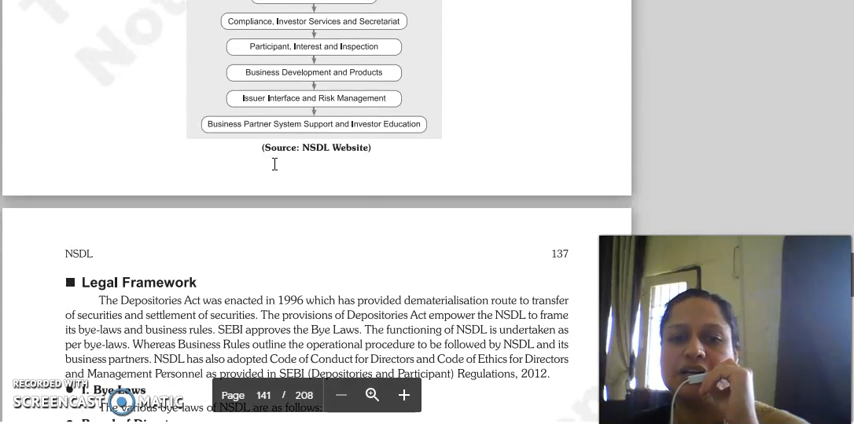 Compliance, Investor Services and Secretariat
Participant, Interest and Inspection
Business Development and Products
Issuer Interface and Risk Management
Business Partner System Support and Investor Education
(Source: NSDL Website)
NSDL 137
■ Legal Framework
The Depositories Act was enacted in 1996 which has provided dematerialisation route to transfer
of securities and settlement of securities. The provisions of Depositories Act empower the NSDL to frame
its bye-laws and business rules. SEBI approves the Bye Laws. The functioning of NSDL is undertaken as
per bye-laws. Whereas Business Rules outline the operational procedure to be followed by NSDL and its
business partners. NSDL has also adopted Code of Conduct for Directors and Code of Ethics for Directors
and Management Personnel as provided in SEBI (Depositories and Participant) Regulations, 2012.
● I. Bye Laws
The various bye-laws of NSDL are as follows:
Page 141 / 208
RECORDED WITH
SCREENCAST MATIC